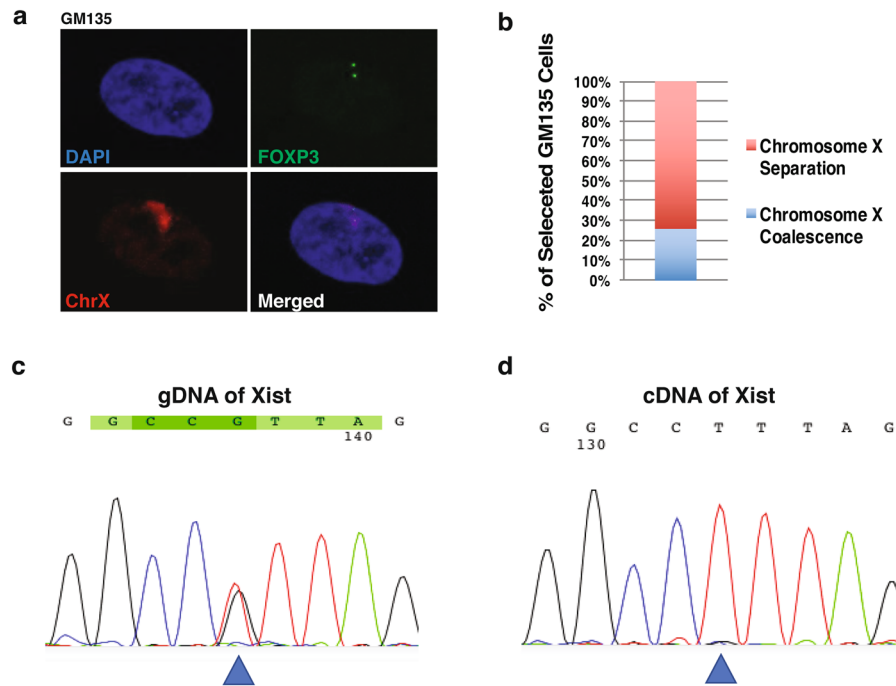 a
GM135
DAPI
FOXP3
ChrX
Merged
b
% of Seleceted GM135 Cells
100%
90%
80%
70%
60%
50%
40%
30%
20%
10%
0%
Chromosome X
Separation
Chromosome X
Coalescence
c
gDNA of Xist
G G C C G T T A G
140
d
cDNA of Xist
G G C C T T T A G
130